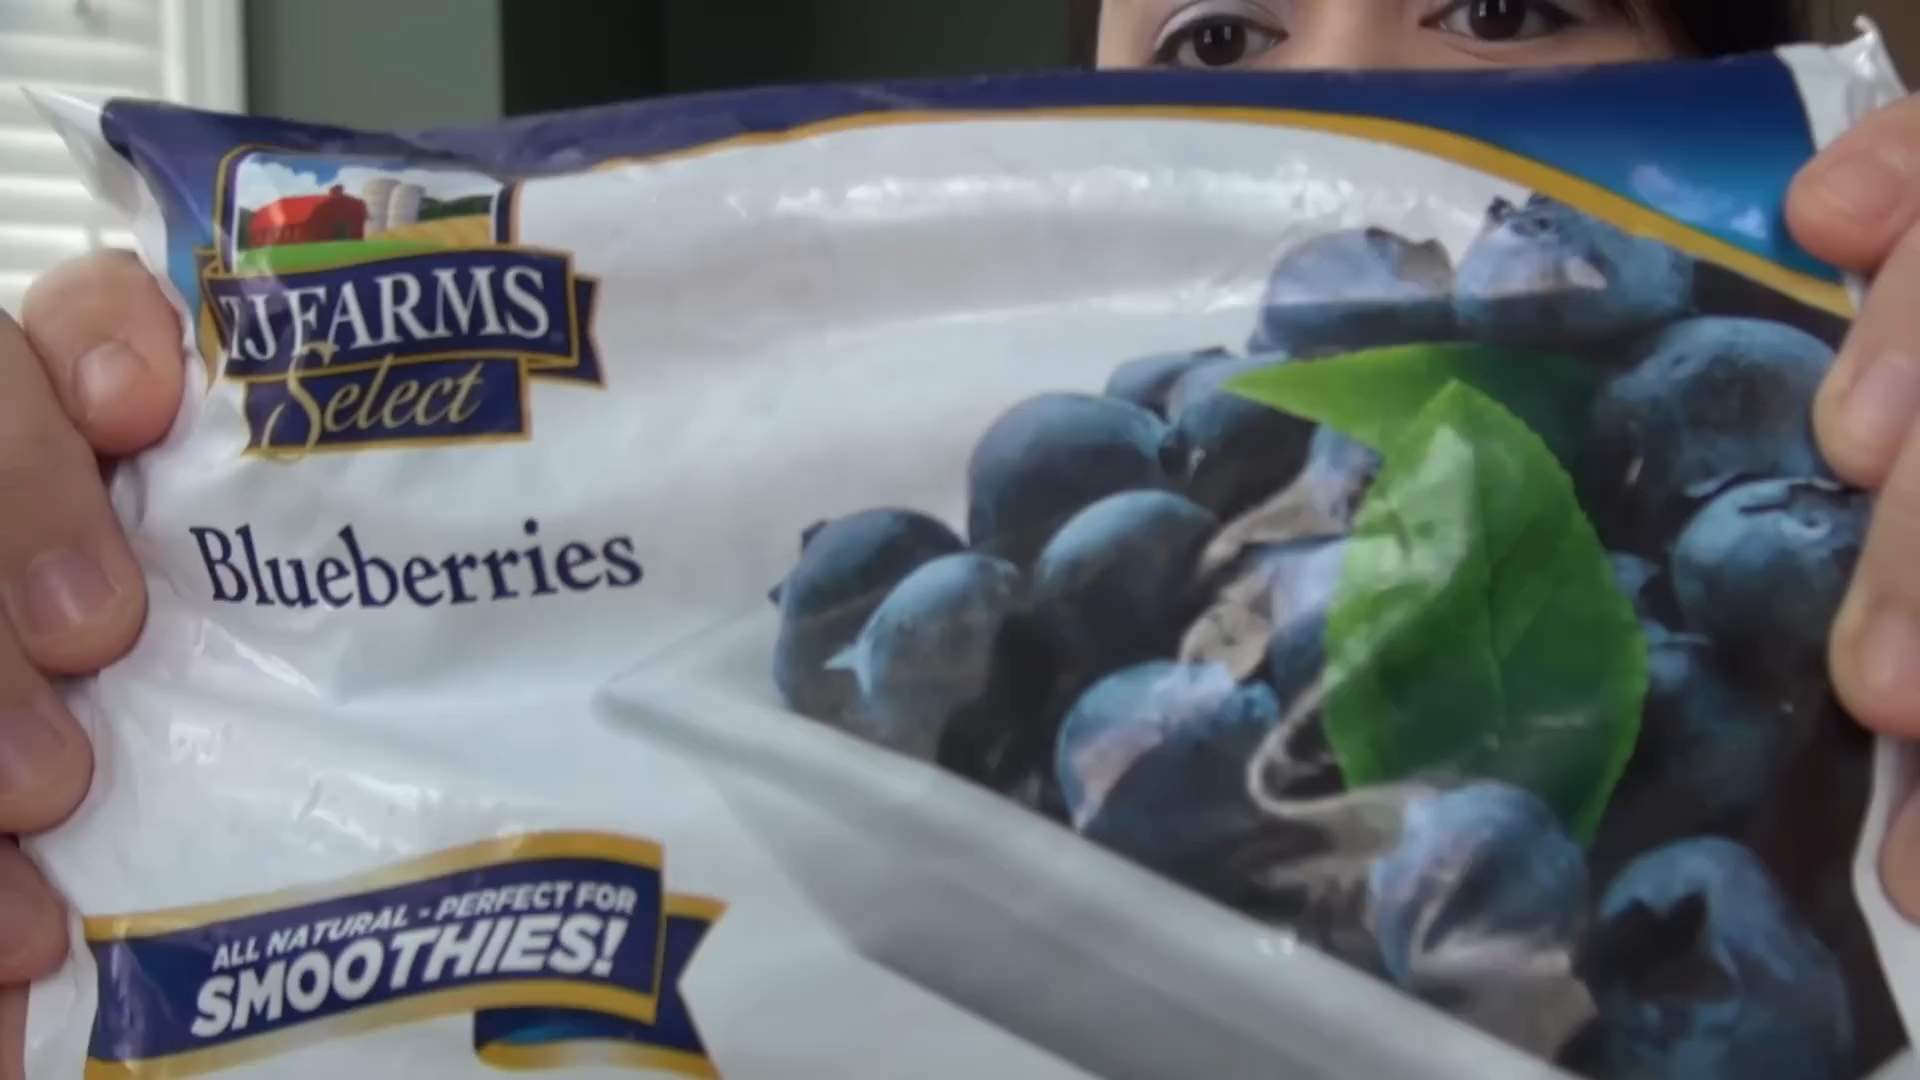 TJ FARMS
Select
Blueberries
ALL NATURAL - PERFECT FOR
SMOOTHIES!